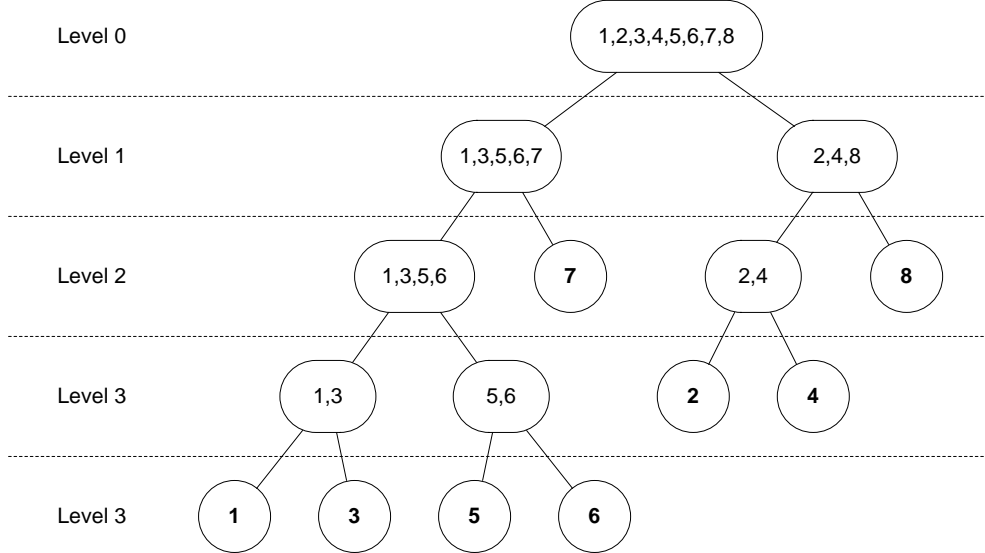 Level 0 1,2,3,4,5,6,7,8
Level 1 1,3,5,6,7 2,4,8
Level 2 1,3,5,6 7 2,4 8
Level 3 1,3 5,6 2 4
Level 3 1 3 5 6